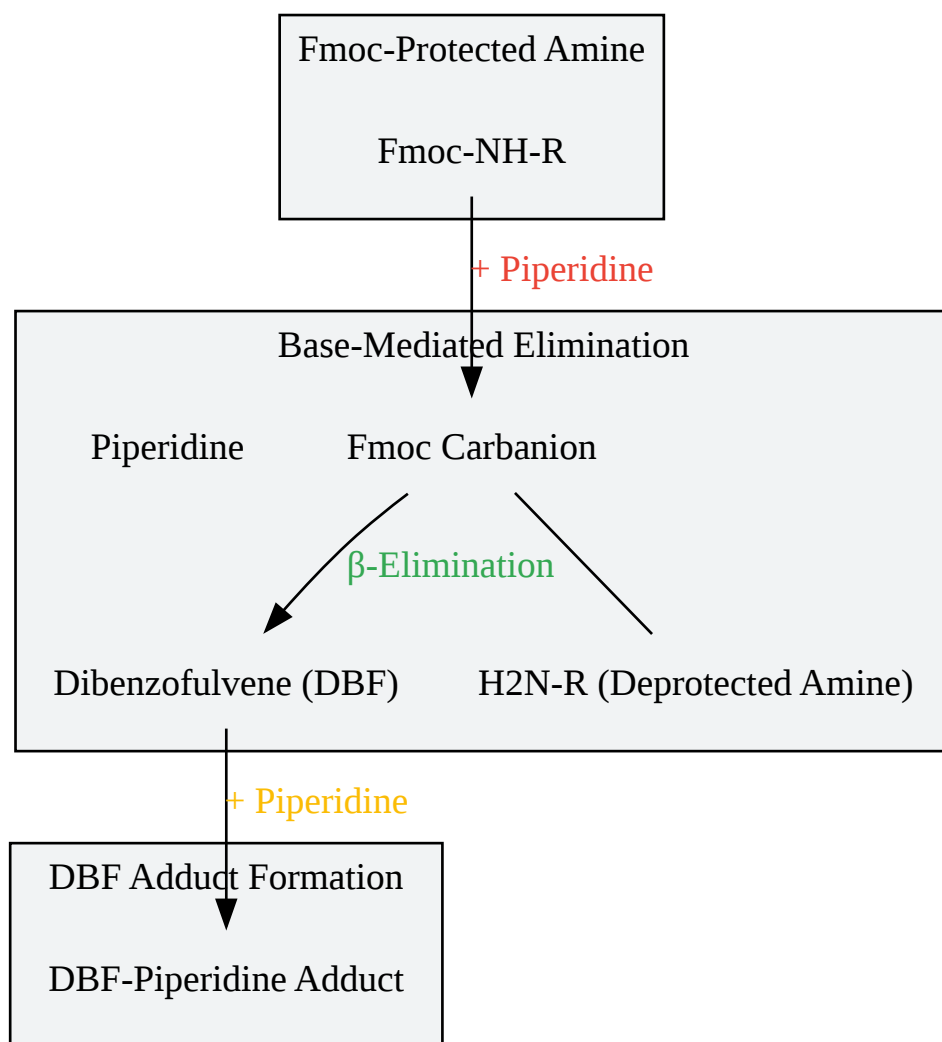 Fmoc-Protected Amine
Fmoc-NH-R
+ Piperidine
Base-Mediated Elimination
Piperidine
Fmoc Carbanion
β-Elimination
Dibenzofulvene (DBF)
H2N-R (Deprotected Amine)
+ Piperidine
DBF Adduct Formation
DBF-Piperidine Adduct